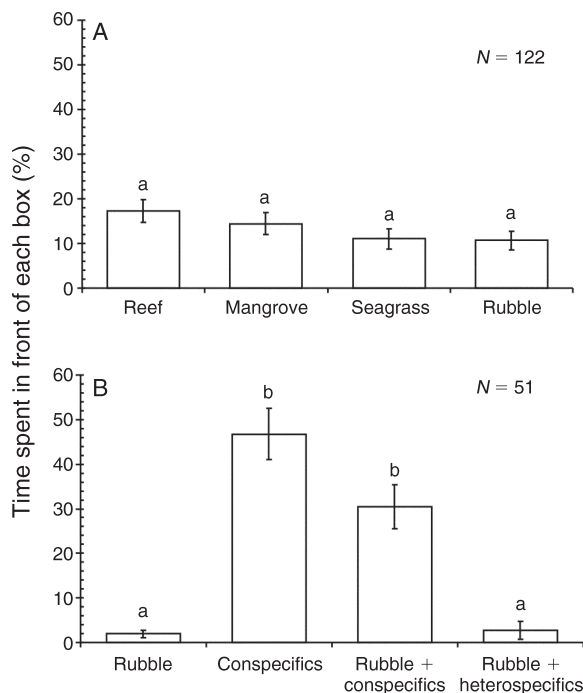 Time spent in front of each box (%)
A
N = 122
60
50
40
30
20
10
0
a
a
a
a
Reef
Mangrove
Seagrass
Rubble
B
N = 51
60
50
40
30
20
10
0
a
b
b
a
Rubble
Conspecifics
Rubble +
conspecifics
Rubble +
heterospecifics